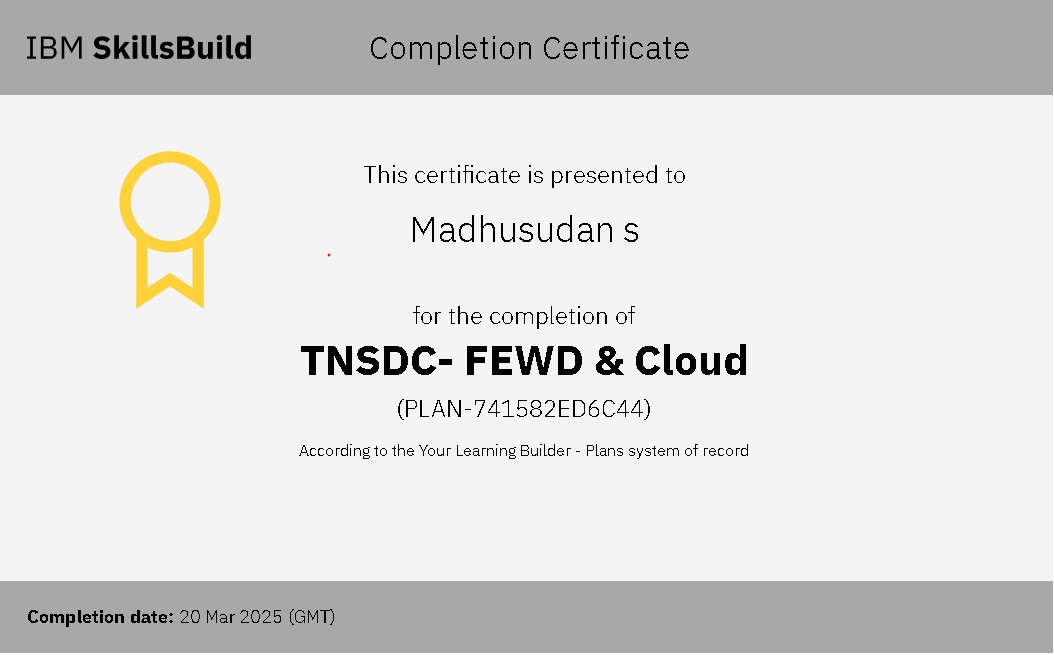 IBM SkillsBuild
Completion Certificate
This certificate is presented to
Madhusudan s
for the completion of
TNSDC- FEWD & Cloud
(PLAN-741582ED6C44)
According to the Your Learning Builder - Plans system of record
Completion date: 20 Mar 2025 (GMT)